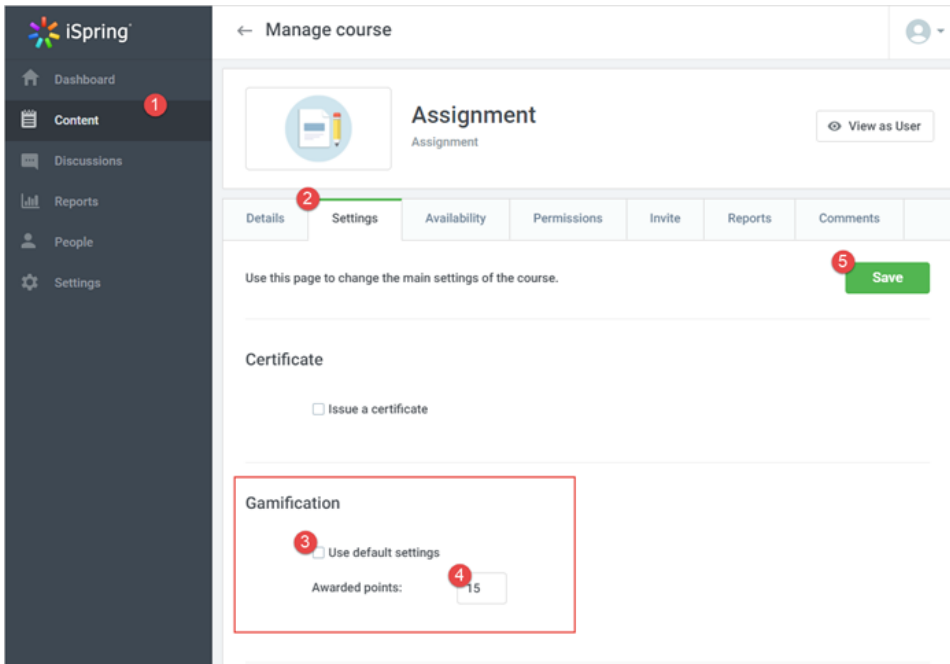 iSpring
← Manage course
Dashboard
1
Content
Assignment
Assignment
View as User
Discussions
Reports
People
Settings
2
Details
Settings
Availability
Permissions
Invite
Reports
Comments
Use this page to change the main settings of the course.
5
Save
Certificate
Issue a certificate
Gamification
3
Use default settings
Awarded points:
4
15